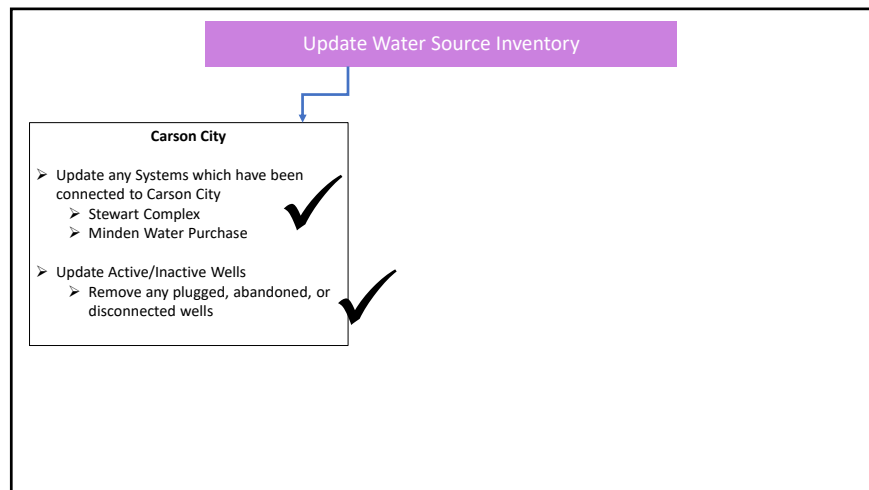 Update Water Source Inventory
Carson City
➢ Update any Systems which have been
connected to Carson City
➢ Stewart Complex
➢ Minden Water Purchase
➢ Update Active/Inactive Wells
➢ Remove any plugged, abandoned, or
disconnected wells